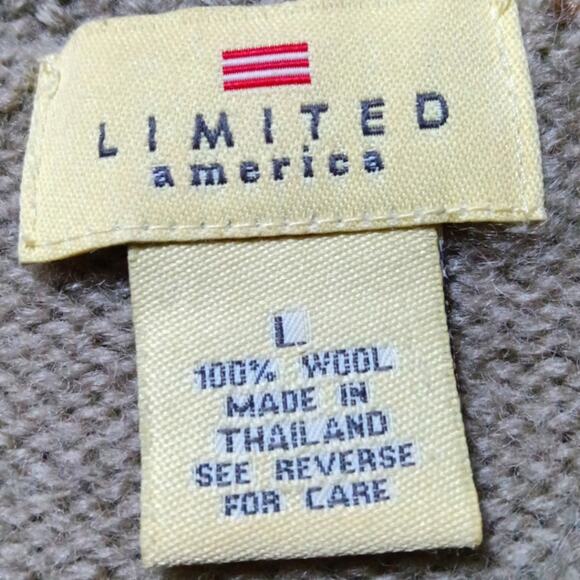 LIMITED
america
L
100% WOOL
MADE IN
THAILAND
SEE REVERSE
FOR CARE